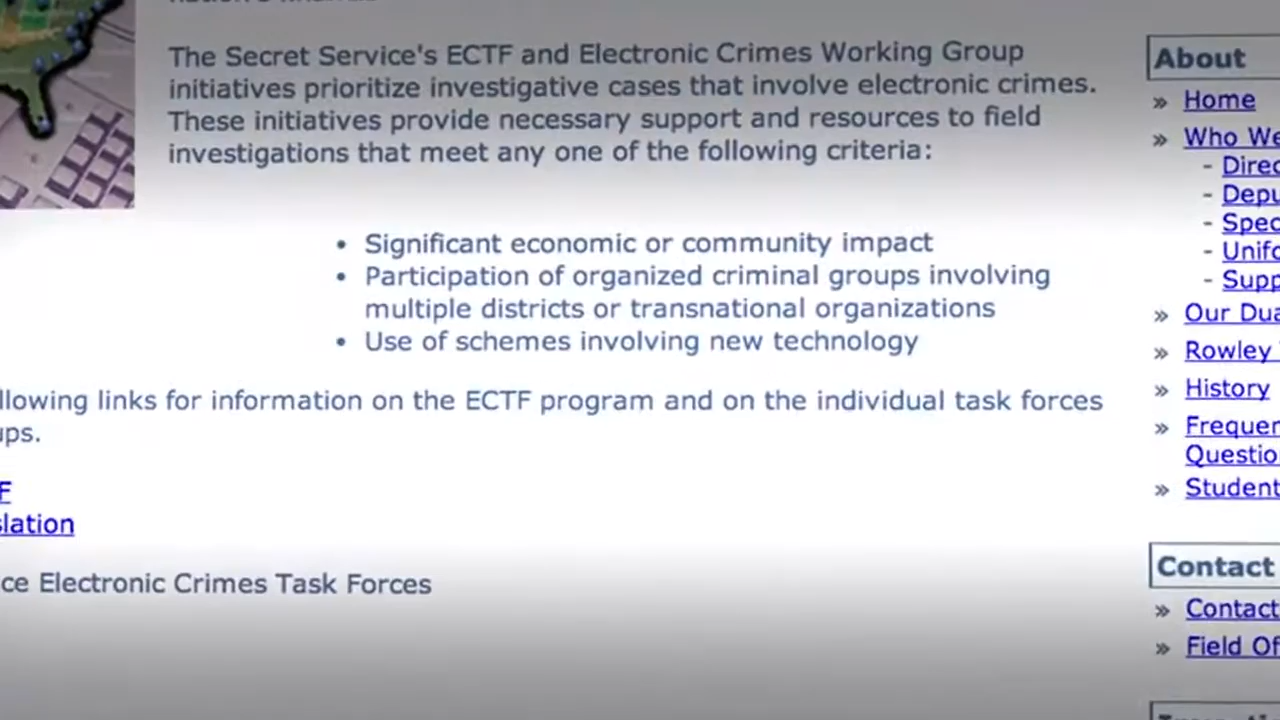 The Secret Service's ECTF and Electronic Crimes Working Group
initiatives prioritize investigative cases that involve electronic crimes.
These initiatives provide necessary support and resources to field
investigations that meet any one of the following criteria:
• Significant economic or community impact
• Participation of organized criminal groups involving
multiple districts or transnational organizations
• Use of schemes involving new technology
llowing links for information on the ECTF program and on the individual task forces
ups.
F
slation
ce Electronic Crimes Task Forces
About
» Home
» Who We
- Direc
- Depu
- Spec
- Unifo
- Supp
» Our Dua
» Rowley
» History
» Frequen
Questio
» Student
Contact
» Contact
» Field Of